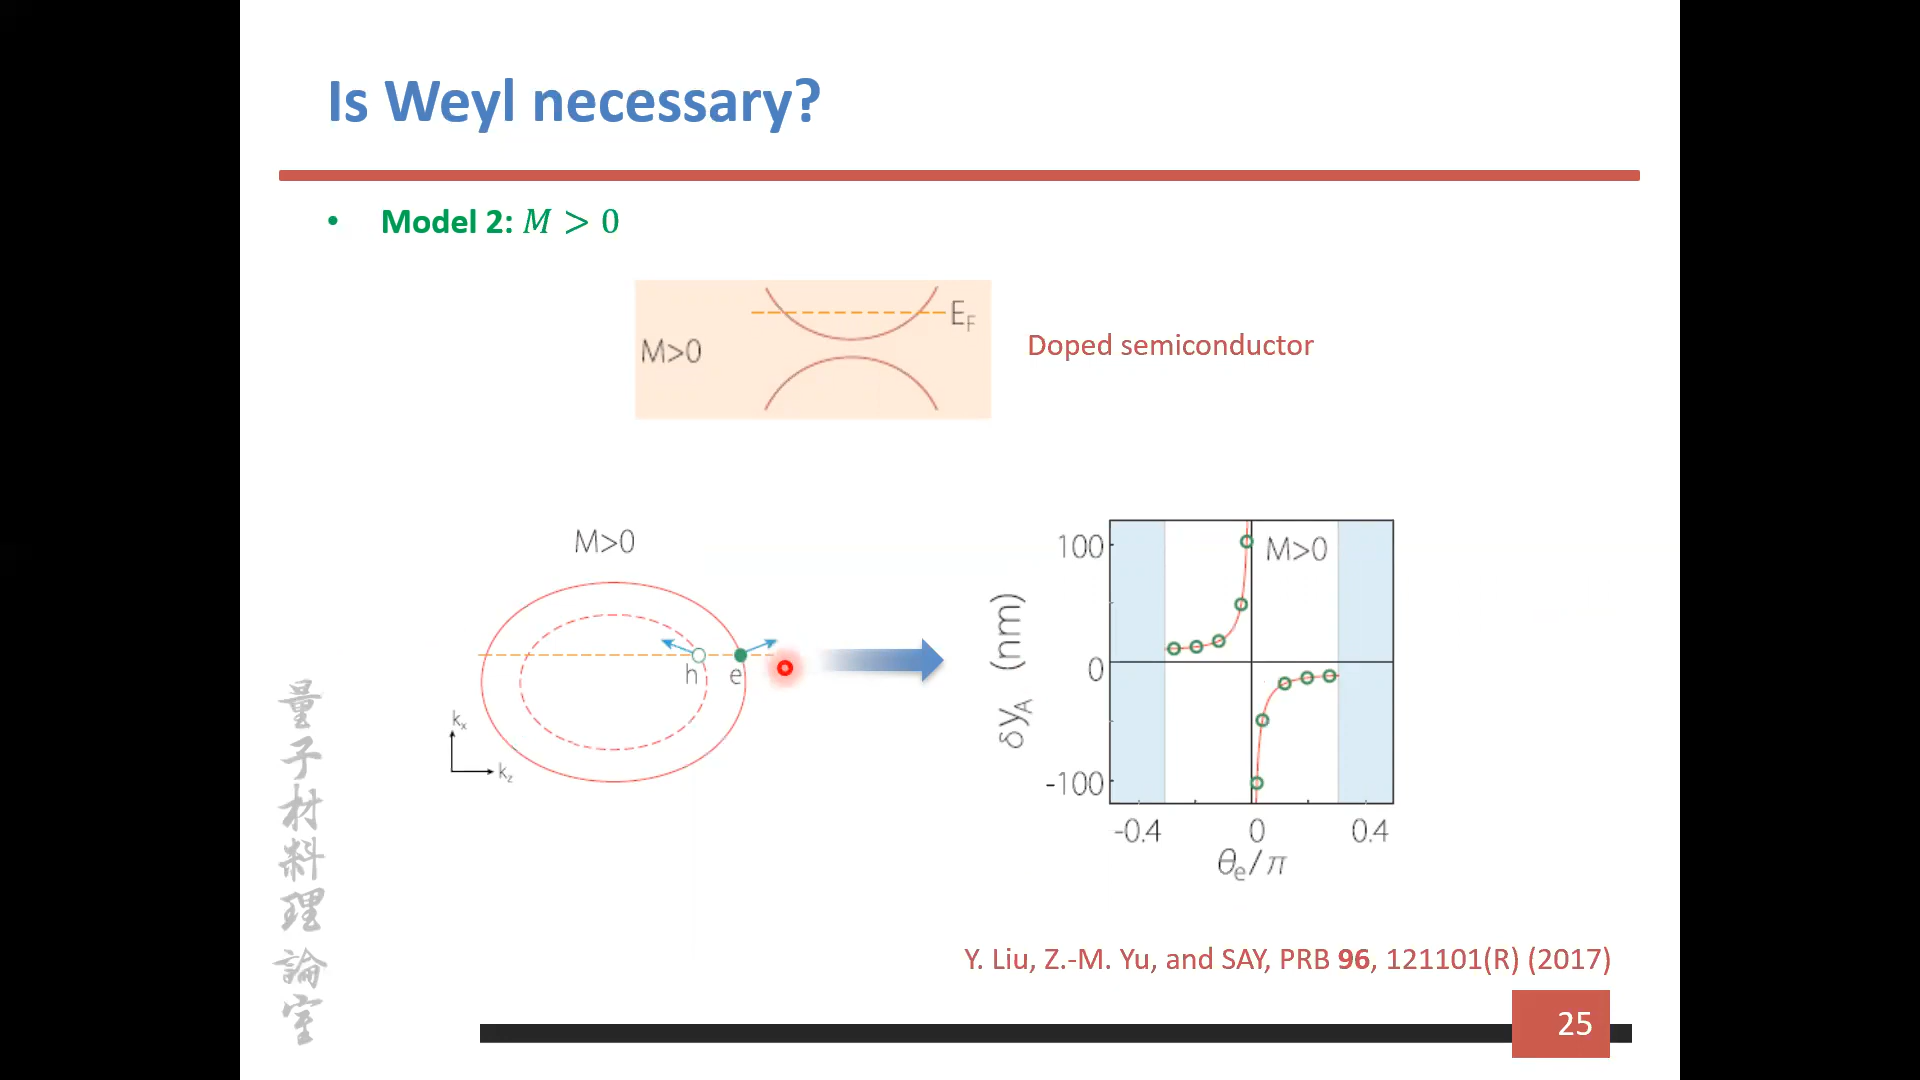 Is Weyl necessary?
• Model 2: M > 0
E_F
M>0
Doped semiconductor
M>0
h e
k_x
k_z
100
0
-100
δy_A (nm)
M>0
-0.4 0 0.4
θ_e/π
量子材料理論室
Y. Liu, Z.-M. Yu, and SAY, PRB 96, 121101(R) (2017)
25